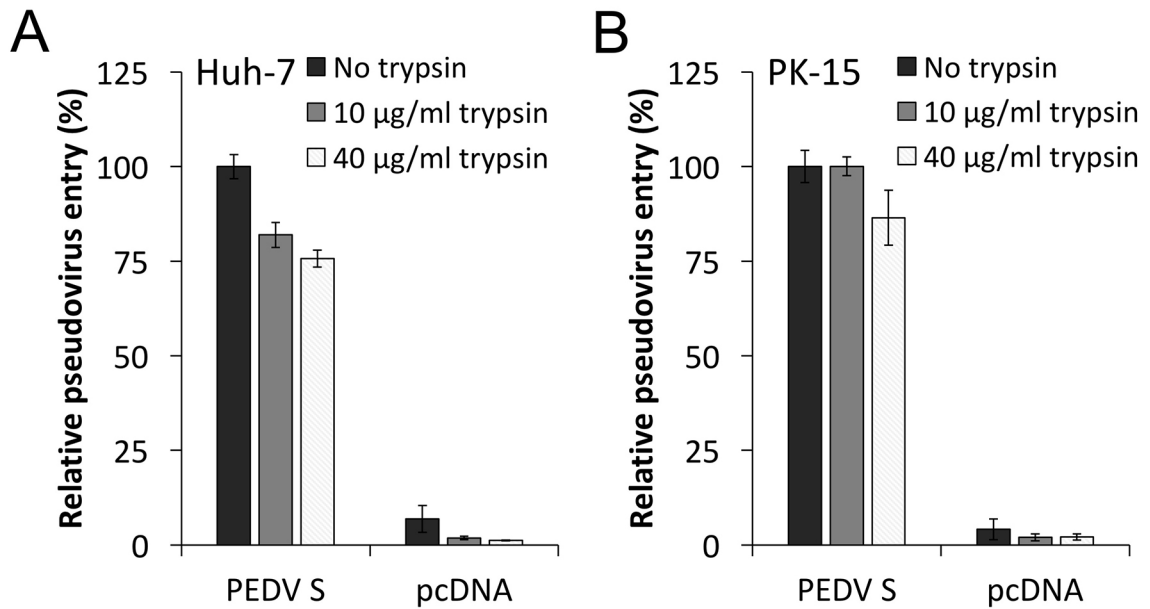 A
Relative pseudovirus entry (%)
125
100
75
50
25
0
Huh-7
No trypsin
10 µg/ml trypsin
40 µg/ml trypsin
PEDV S
pcDNA
B
Relative pseudovirus entry (%)
125
100
75
50
25
0
PK-15
No trypsin
10 µg/ml trypsin
40 µg/ml trypsin
PEDV S
pcDNA